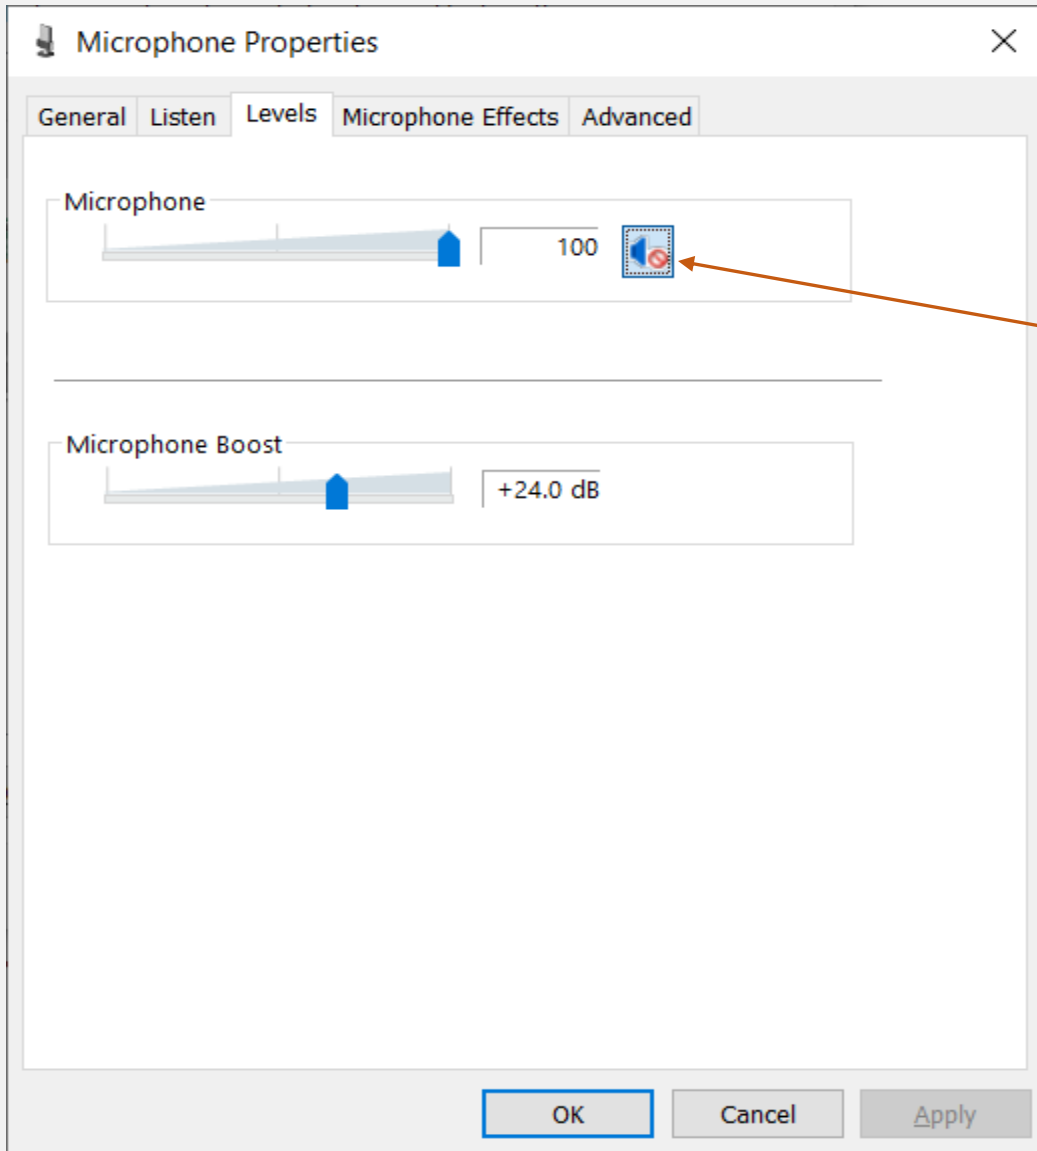 Microphone Properties
General Listen Levels Microphone Effects Advanced
Microphone
100
Microphone Boost
+24.0 dB
OK Cancel Apply